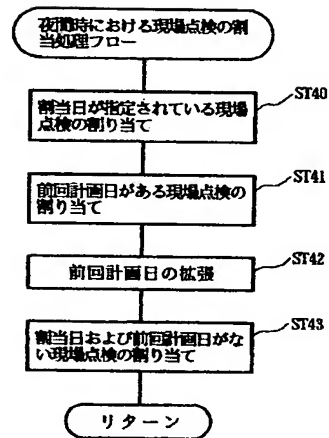 夜間時における現場点検の割
当処理フロー
ST40
割当日が指定されている現場
点検の割り当て
ST41
前回計画日がある現場点検の
割り当て
ST42
前回計画日の拡張
ST43
割当日および前回計画日がな
い現場点検の割り当て
リターン